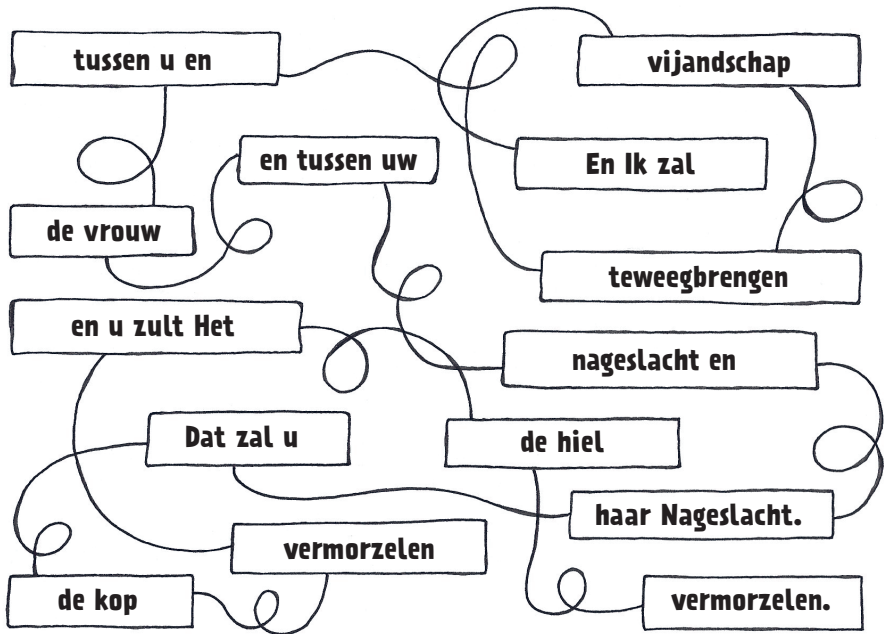 tussen u en
vijandschap
en tussen uw
En Ik zal
de vrouw
teweegbrengen
en u zult Het
nageslacht en
Dat zal u
de hiel
haar Nageslacht.
vermorzelen
de kop
vermorzelen.